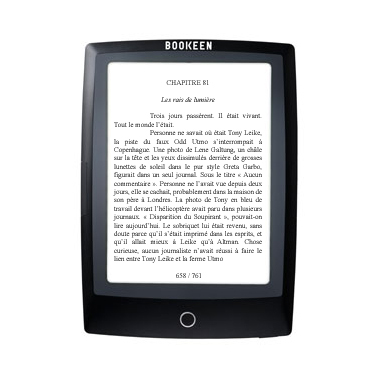 BOOKEEN
CHAPITRE 81
Les rais de lumière
Trois jours passèrent. Il était vivant.
Tout le monde l'était.
Personne ne savait où était Tony Leike,
la piste du faux Odd Utmo s'interrompait à
Copenhague. Une photo de Lene Galtung, un châle
sur la tête et les yeux dissimulés derrière de grosses
lunettes de soleil dans le pur style Greta Garbo,
figurait dans un seul journal. Sous le titre « Aucun
commentaire ». Personne ne l'avait vue depuis deux
jours, elle se cachait, probablement dans la maison de
son père à Londres. La photo de Tony en bleu de
travail devant l'hélicoptère avait paru dans plusieurs
journaux. « Disparition du Soupirant », pouvait-on
lire aujourd'hui. Le sobriquet lui était revenu, sans
doute parce qu'il s'était imprimé dans les esprits, et
qu'il allait mieux à Leike qu'à Altman. Chose
curieuse, aucun journaliste n'avait réussi à faire le
lien entre Tony Leike et la ferme Utmo
658 / 761